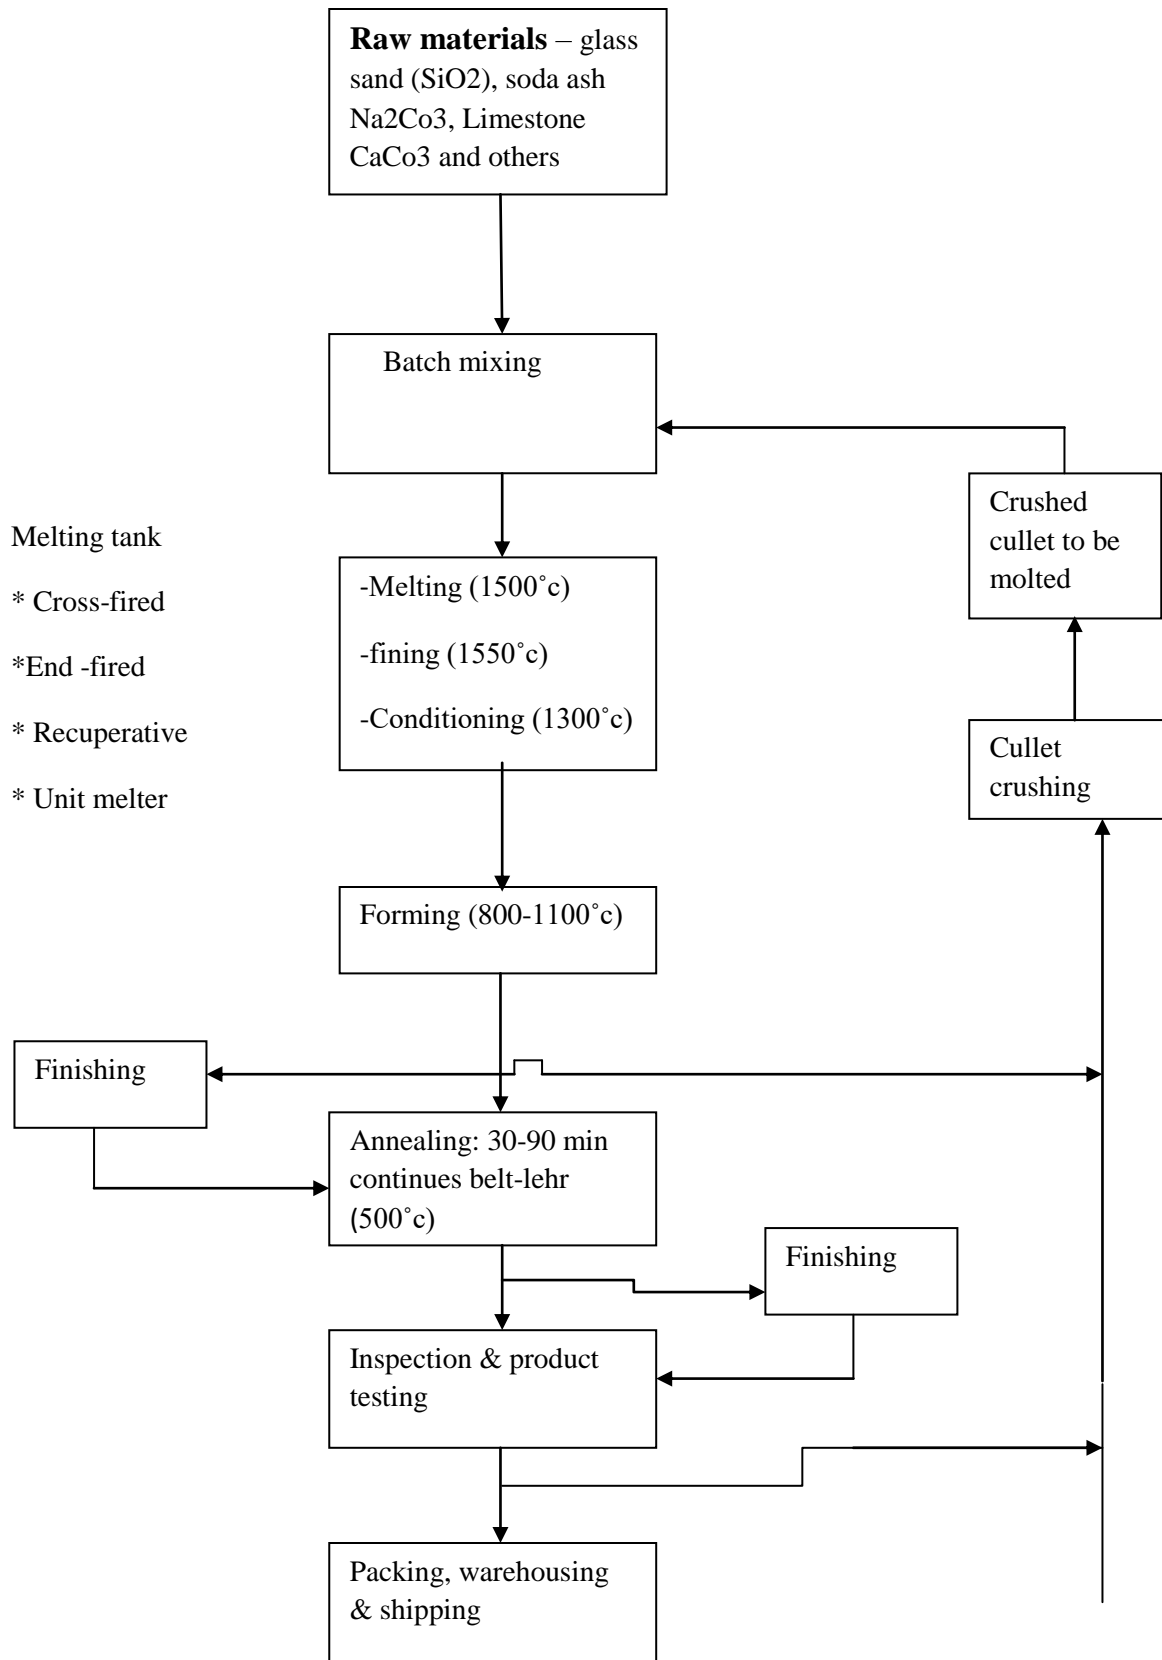 Raw materials – glass
sand (SiO2), soda ash
Na2Co3, Limestone
CaCo3 and others
Batch mixing
Crushed
cullet to be
molted
Melting tank
* Cross-fired
*End -fired
* Recuperative
* Unit melter
-Melting (1500˚c)
-fining (1550˚c)
-Conditioning (1300˚c)
Cullet
crushing
Forming (800-1100˚c)
Finishing
Annealing: 30-90 min
continues belt-lehr
(500˚c)
Finishing
Inspection & product
testing
Packing, warehousing
& shipping